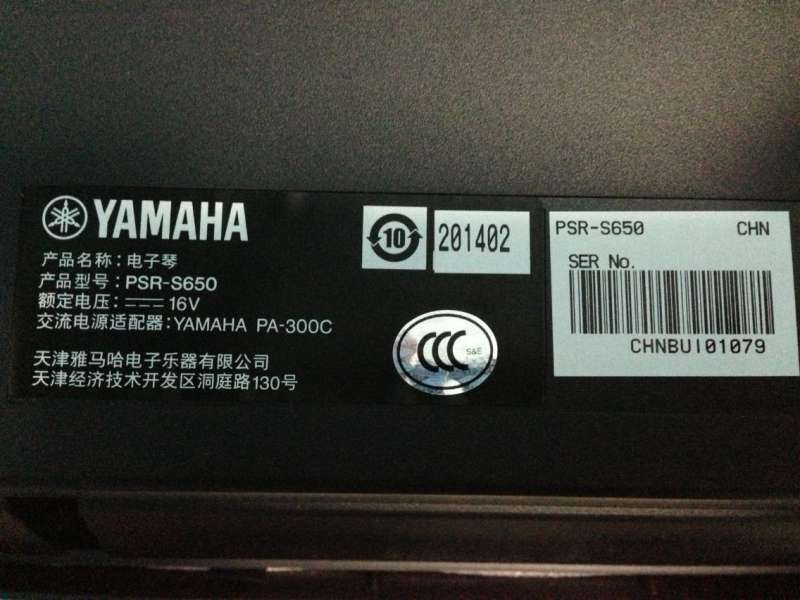 YAMAHA
产品名称：电子琴
产品型号：PSR-S650
额定电压：⎓ 16V
交流电源适配器：YAMAHA PA-300C
天津雅马哈电子乐器有限公司
天津经济技术开发区洞庭路130号
10
201402
CCC S&E
PSR-S650 CHN
SER No.
CHNBUI01079